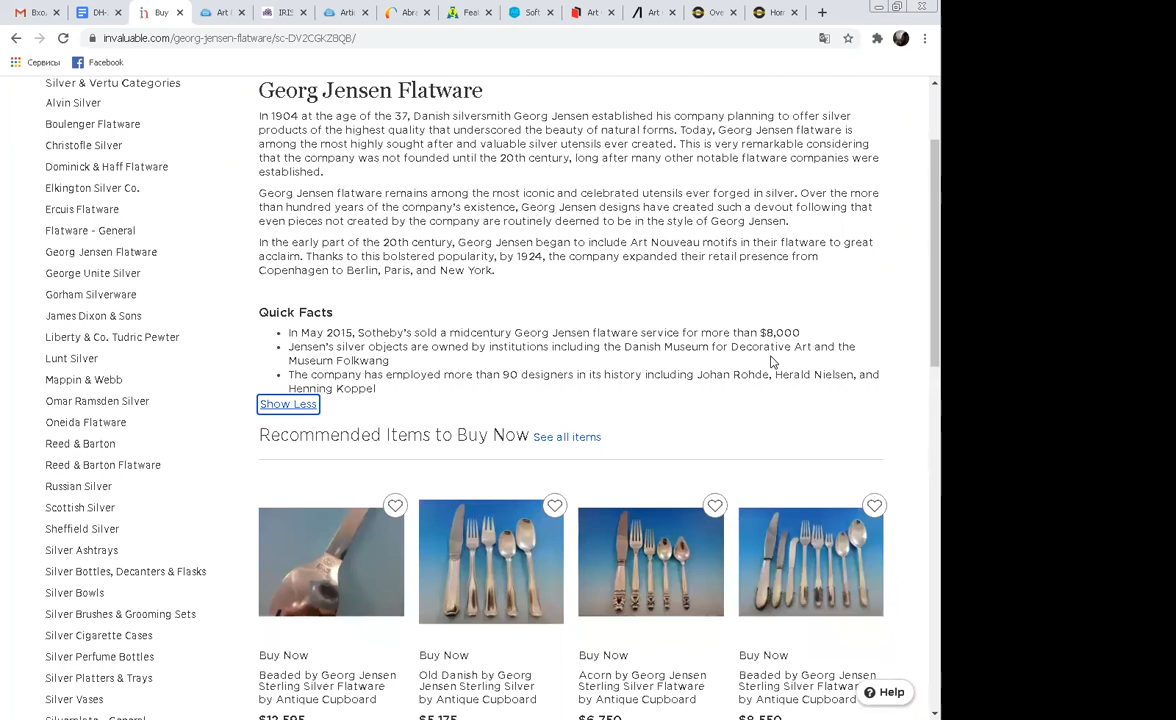 Bxo.
DH-
Buy
Art
IRIS
Arti
Abra
Feat
Soft
Art
Art
Ove
Hor
invaluable.com/georg-jensen-flatware/sc-DV2CGKZ8QB/
Сервисы
Facebook
Silver & Vertu Categories
Alvin Silver
Boulenger Flatware
Christofle Silver
Dominick & Haff Flatware
Elkington Silver Co.
Ercuis Flatware
Flatware - General
Georg Jensen Flatware
George Unite Silver
Gorham Silverware
James Dixon & Sons
Liberty & Co. Tudric Pewter
Lunt Silver
Mappin & Webb
Omar Ramsden Silver
Oneida Flatware
Reed & Barton
Reed & Barton Flatware
Russian Silver
Scottish Silver
Sheffield Silver
Silver Ashtrays
Silver Bottles, Decanters & Flasks
Silver Bowls
Silver Brushes & Grooming Sets
Silver Cigarette Cases
Silver Perfume Bottles
Silver Platters & Trays
Silver Vases
Silverplate - General
Georg Jensen Flatware
In 1904 at the age of the 37, Danish silversmith Georg Jensen established his company planning to offer silver
products of the highest quality that underscored the beauty of natural forms. Today, Georg Jensen flatware is
among the most highly sought after and valuable silver utensils ever created. This is very remarkable considering
that the company was not founded until the 20th century, long after many other notable flatware companies were
established.
Georg Jensen flatware remains among the most iconic and celebrated utensils ever forged in silver. Over the more
than hundred years of the company's existence, Georg Jensen designs have created such a devout following that
even pieces not created by the company are routinely deemed to be in the style of Georg Jensen.
In the early part of the 20th century, Georg Jensen began to include Art Nouveau motifs in their flatware to great
acclaim. Thanks to this bolstered popularity, by 1924, the company expanded their retail presence from
Copenhagen to Berlin, Paris, and New York.
Quick Facts
• In May 2015, Sotheby's sold a midcentury Georg Jensen flatware service for more than $8,000
• Jensen's silver objects are owned by institutions including the Danish Museum for Decorative Art and the
Museum Folkwang
• The company has employed more than 90 designers in its history including Johan Rohde, Herald Nielsen, and
Henning Koppel
Show Less
Recommended Items to Buy Now See all items
Buy Now
Beaded by Georg Jensen
Sterling Silver Flatware
by Antique Cupboard
$12,595
Buy Now
Old Danish by Georg
Jensen Sterling Silver
by Antique Cupboard
$5,175
Buy Now
Acorn by Georg Jensen
Sterling Silver Flatware
by Antique Cupboard
$6,750
Buy Now
Beaded by Georg Jensen
Sterling Silver Flatware
by Antique Cupboard
$8,550
Help